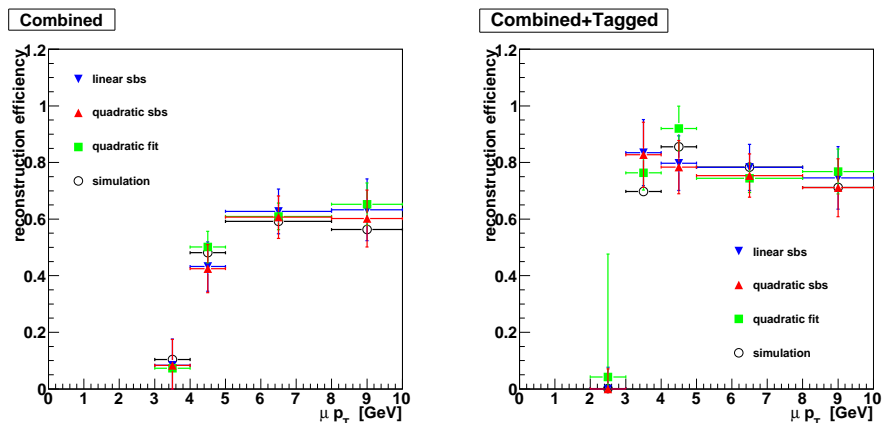 Combined
reconstruction efficiency
1.2
1
0.8
0.6
0.4
0.2
0
linear sbs
quadratic sbs
quadratic fit
simulation
0 1 2 3 4 5 6 7 8 9 10
μ p_T [GeV]
Combined+Tagged
reconstruction efficiency
1.2
1
0.8
0.6
0.4
0.2
0
linear sbs
quadratic sbs
quadratic fit
simulation
0 1 2 3 4 5 6 7 8 9 10
μ p_T [GeV]